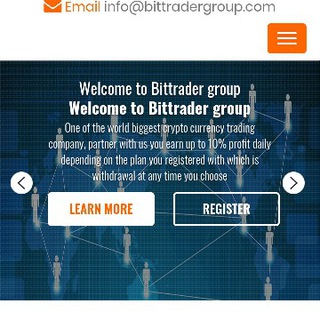 Email info@bittradergroup.com
Welcome to Bittrader group
Welcome to Bittrader group
One of the world biggest crypto currency trading
company, partner with us you earn up to 10% profit daily
depending on the plan you registered with which is
withdrawal at any time you choose
LEARN MORE REGISTER